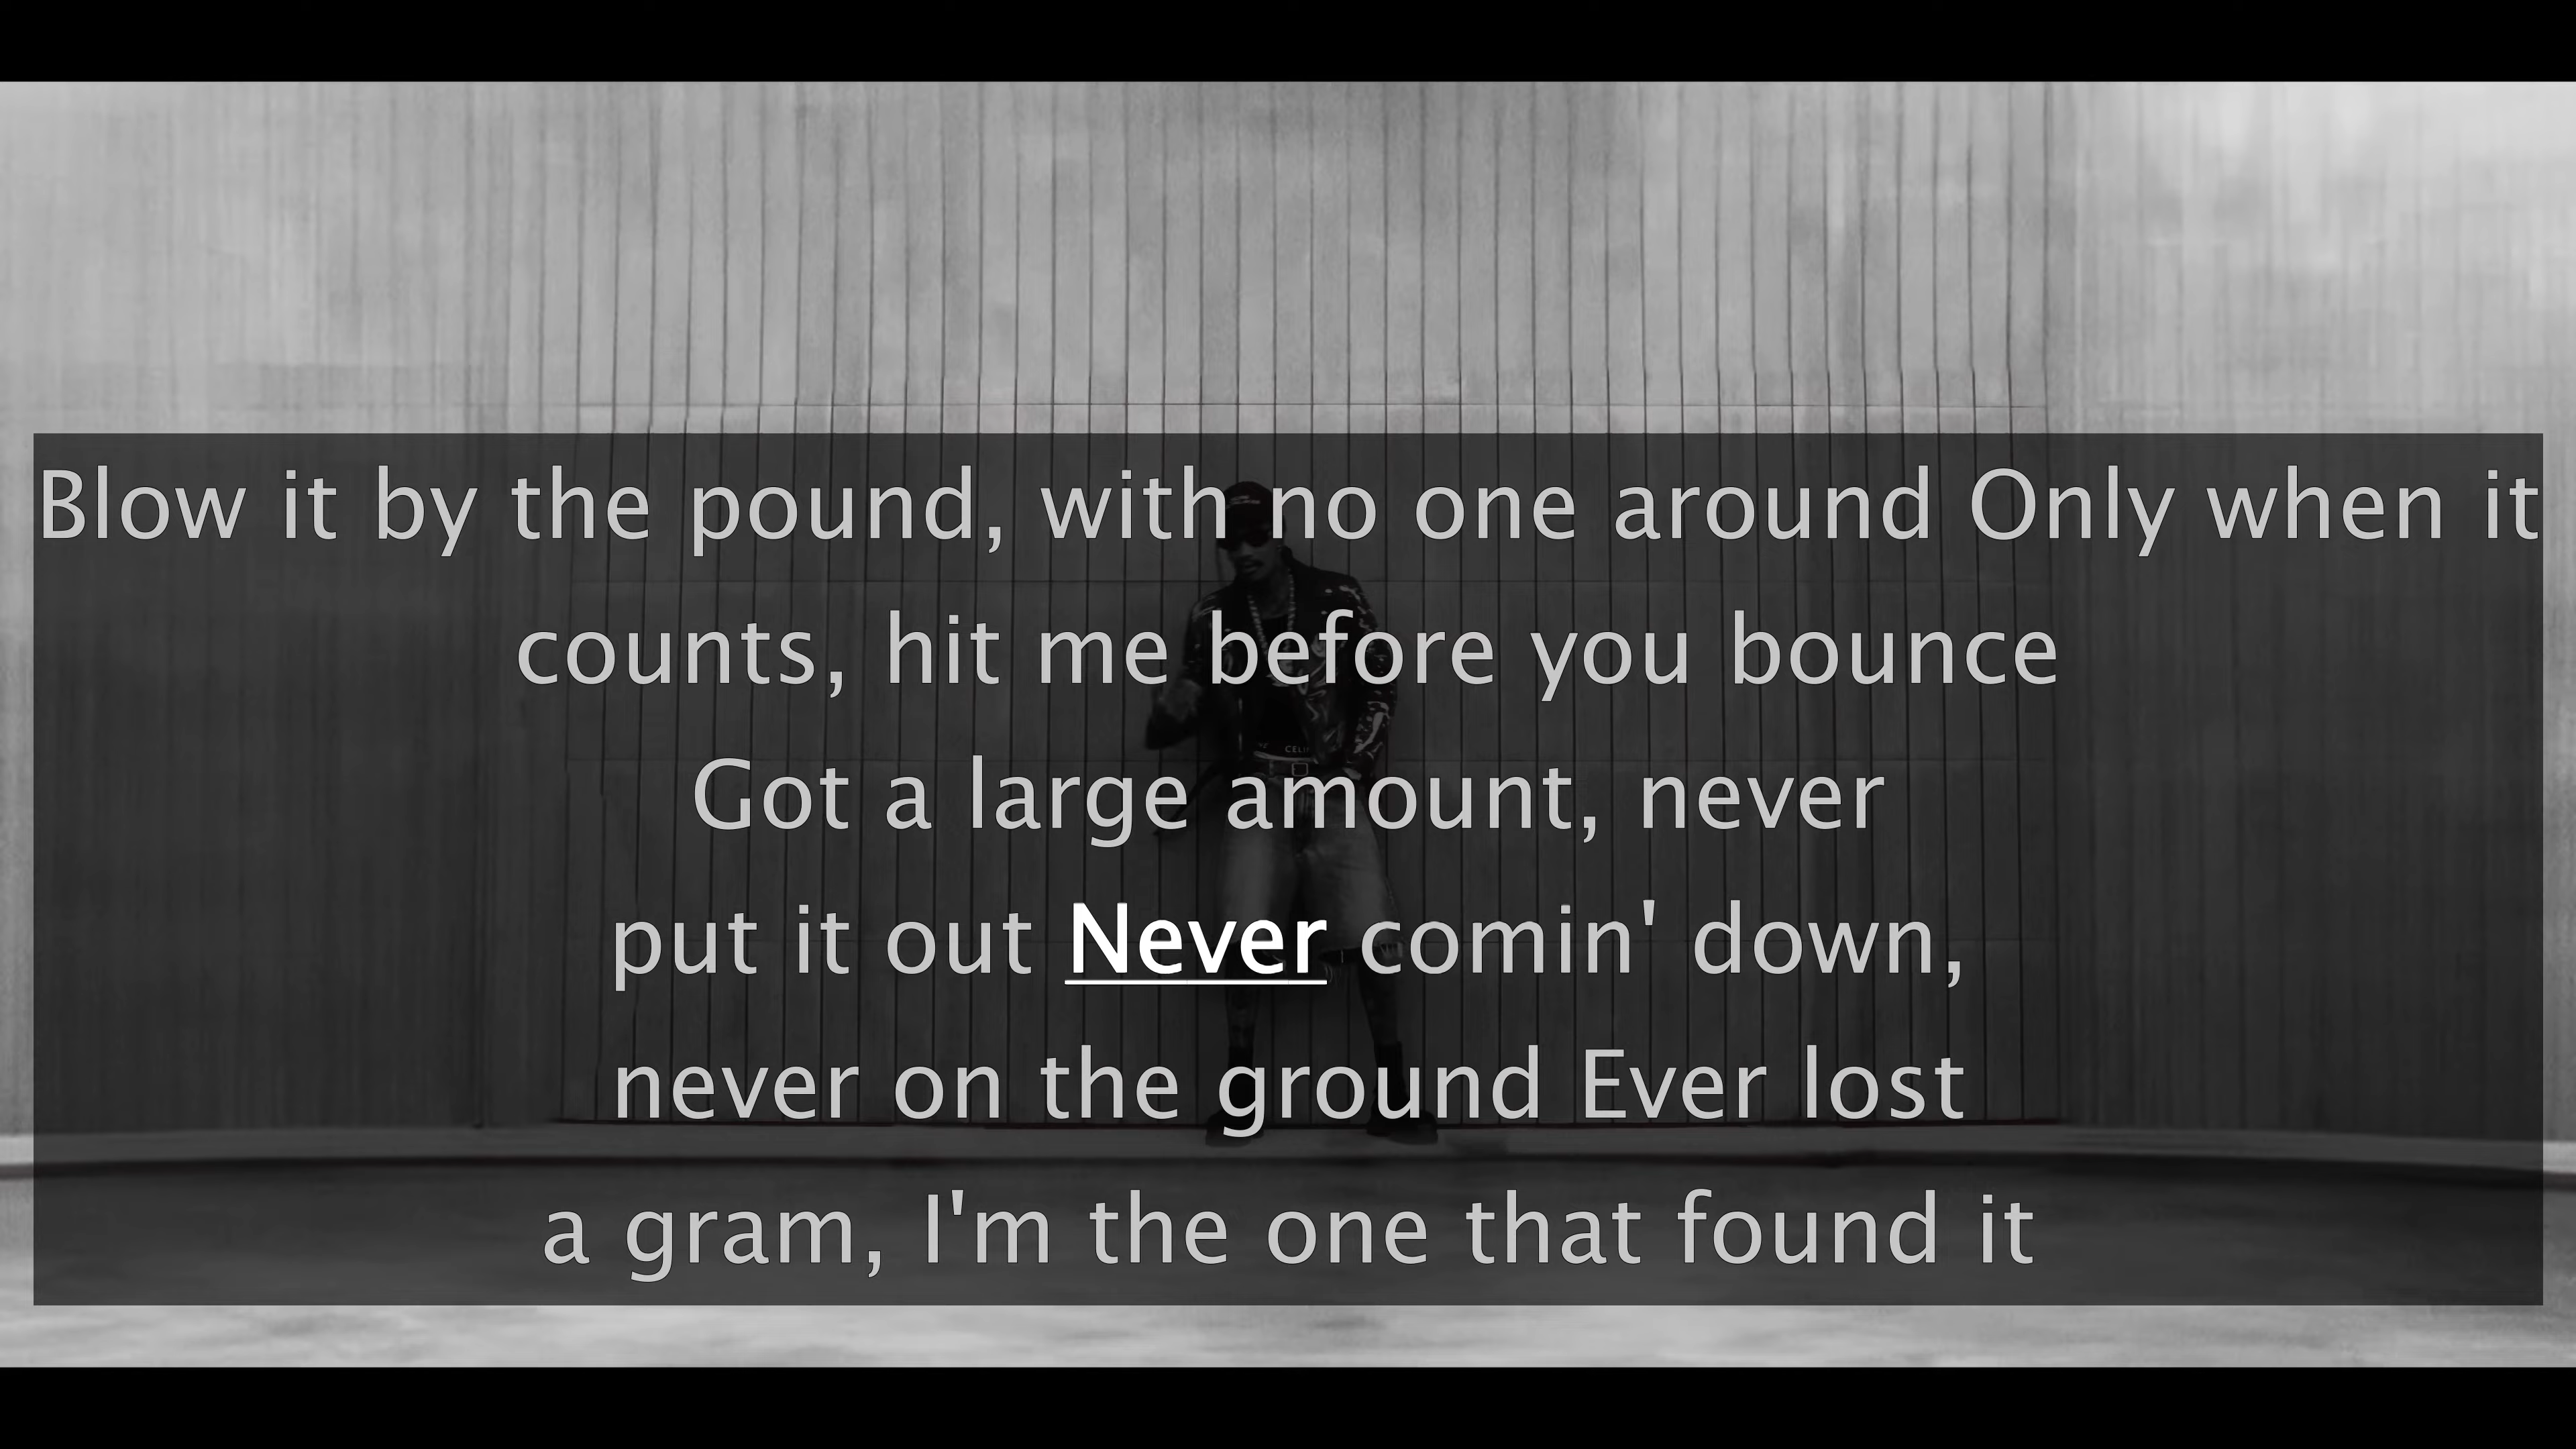 Blow it by the pound, with no one around Only when it
counts, hit me before you bounce
Got a large amount, never
put it out Never comin' down,
never on the ground Ever lost
a gram, I'm the one that found it